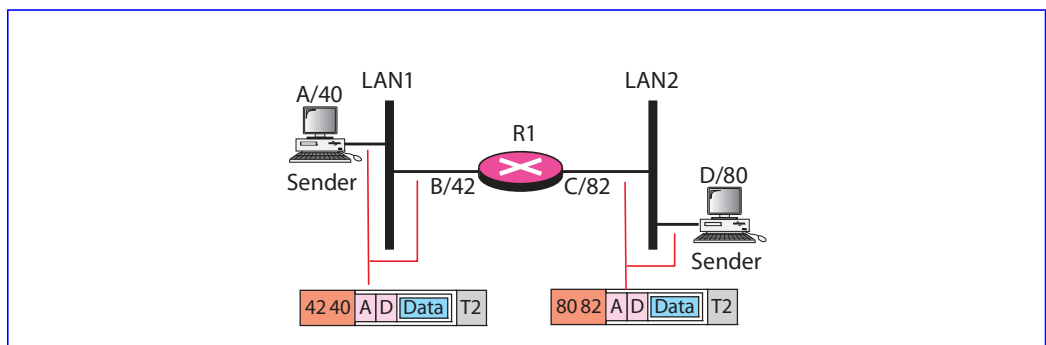 LAN1
LAN2
A/40
R1
D/80
Sender
B/42
C/82
Sender
42 40 A D Data T2
80 82 A D Data T2